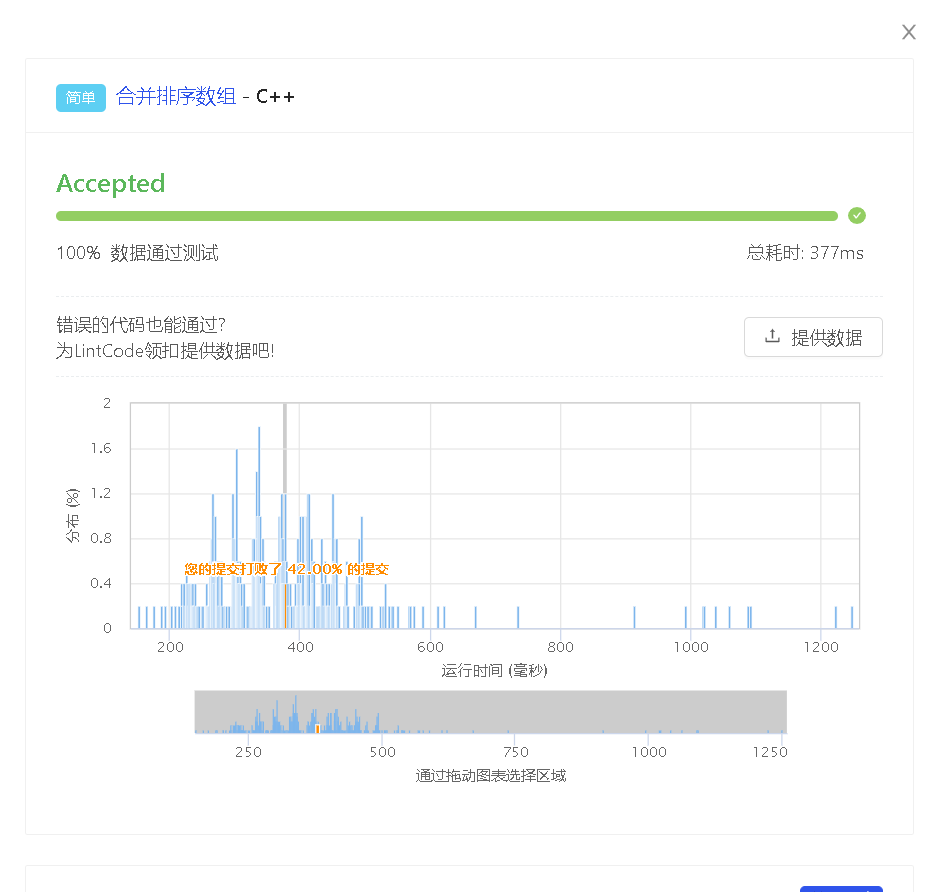 简单 合并排序数组 - C++
Accepted
100% 数据通过测试 总耗时: 377ms
错误的代码也能通过?
为LintCode领扣提供数据吧!
提供数据
2
1.6
1.2
0.8
0.4
0
分布 (%)
您的提交打败了 42.00% 的提交
200 400 600 800 1000 1200
运行时间 (毫秒)
250 500 750 1000 1250
通过拖动图表选择区域